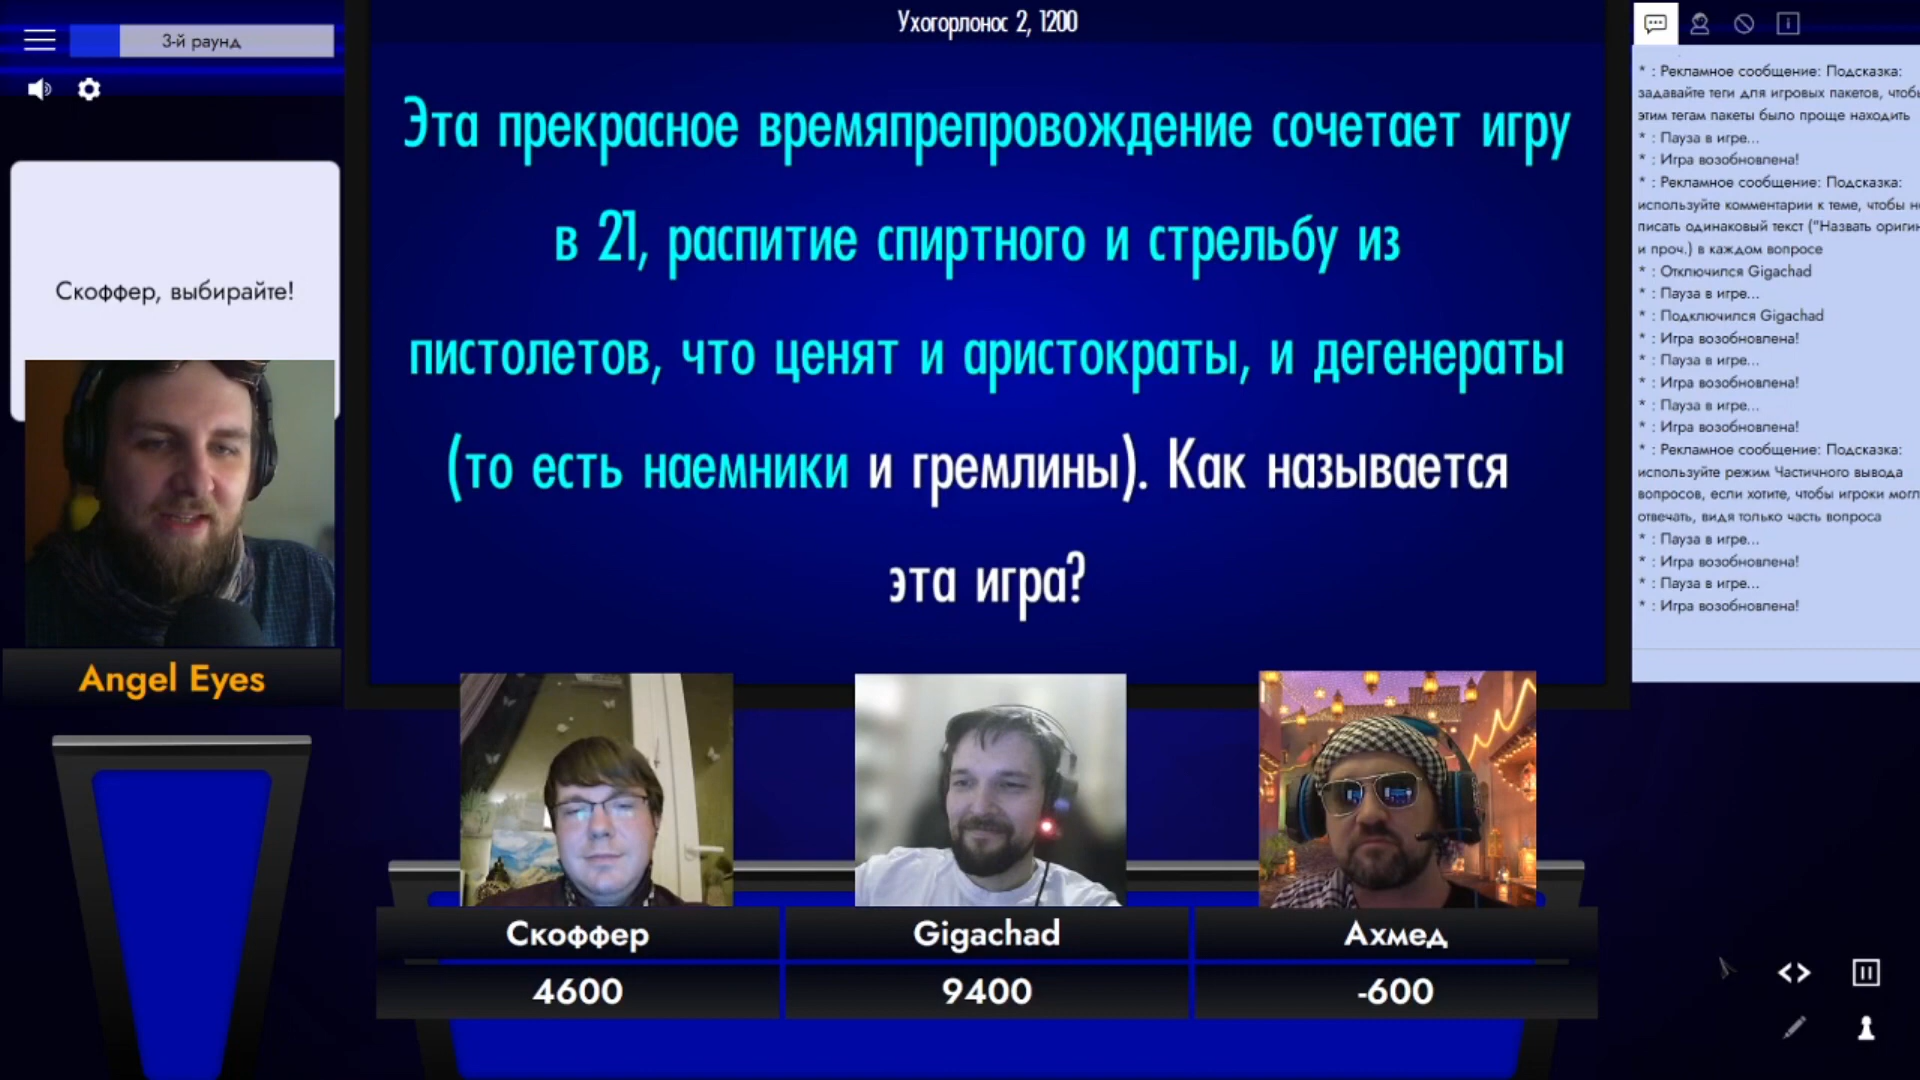 3-й раунд
Скоффер, выбирайте!
Angel Eyes
Ухогорлонос 2, 1200
Эта прекрасное времяпрепровождение сочетает игру
в 21, распитие спиртного и стрельбу из
пистолетов, что ценят и аристократы, и дегенераты
(то есть наемники и гремлины). Как называется
эта игра?
Скоффер
4600
Gigachad
9400
Ахмед
-600
* : Рекламное сообщение: Подсказка:
задавайте теги для игровых пакетов, чтобы
этим тегам пакеты было проще находить
* : Пауза в игре...
* : Игра возобновлена!
* : Рекламное сообщение: Подсказка:
используйте комментарии к теме, чтобы
писать одинаковый текст ("Назвать
и проч.) в каждом вопросе
* : Отключился Gigachad
* : Пауза в игре...
* : Подключился Gigachad
* : Игра возобновлена!
* : Пауза в игре...
* : Игра возобновлена!
* : Пауза в игре...
* : Игра возобновлена!
* : Рекламное сообщение: Подсказка:
используйте режим Частичного вывода
вопросов, если хотите, чтобы игроки
отвечать, видя только часть вопроса
* : Пауза в игре...
* : Игра возобновлена!
* : Пауза в игре...
* : Игра возобновлена!